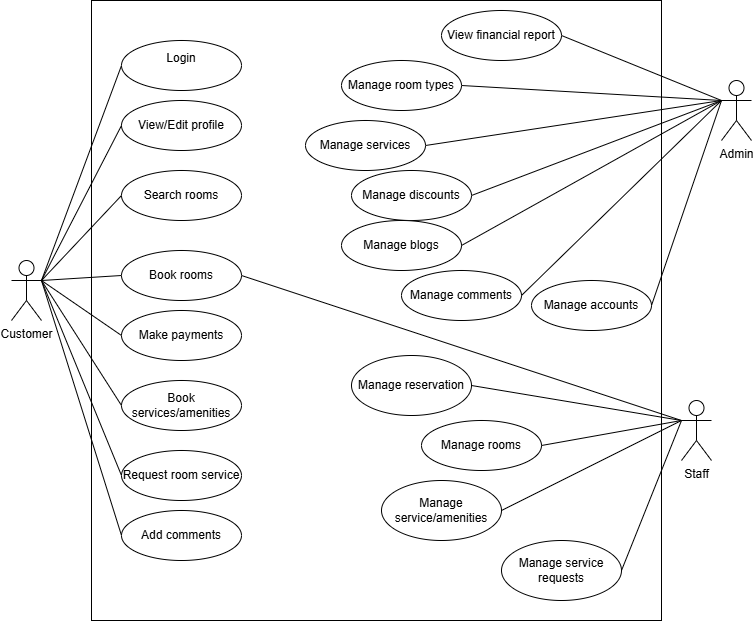 View financial report
Login
Manage room types
View/Edit profile
Manage services
Admin
Search rooms
Manage discounts
Manage blogs
Book rooms
Manage comments
Manage accounts
Customer
Make payments
Manage reservation
Book
services/amenities
Manage rooms
Staff
Request room service
Manage
service/amenities
Add comments
Manage service
requests